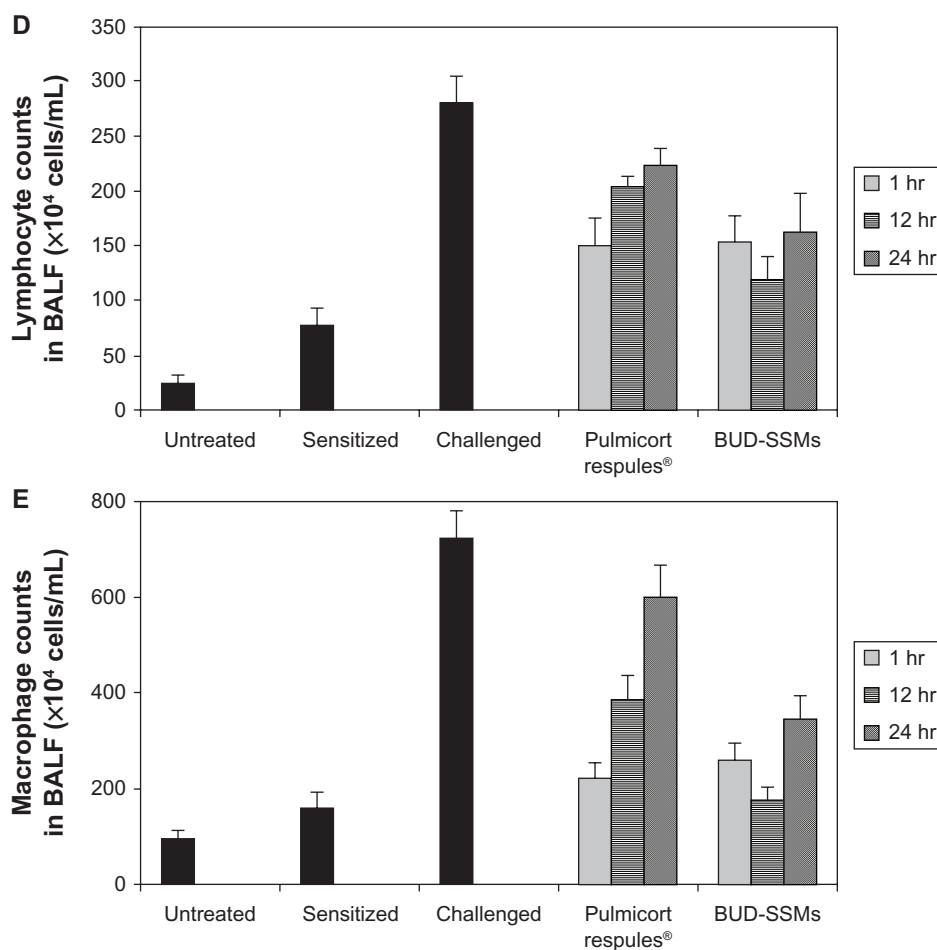 D
Lymphocyte counts
in BALF (×10⁴ cells/mL)
350
300
250
200
150
100
50
0
Untreated
Sensitized
Challenged
Pulmicort
respules®
BUD-SSMs
1 hr
12 hr
24 hr
E
Macrophage counts
in BALF (×10⁴ cells/mL)
800
600
400
200
0
Untreated
Sensitized
Challenged
Pulmicort
respules®
BUD-SSMs
1 hr
12 hr
24 hr